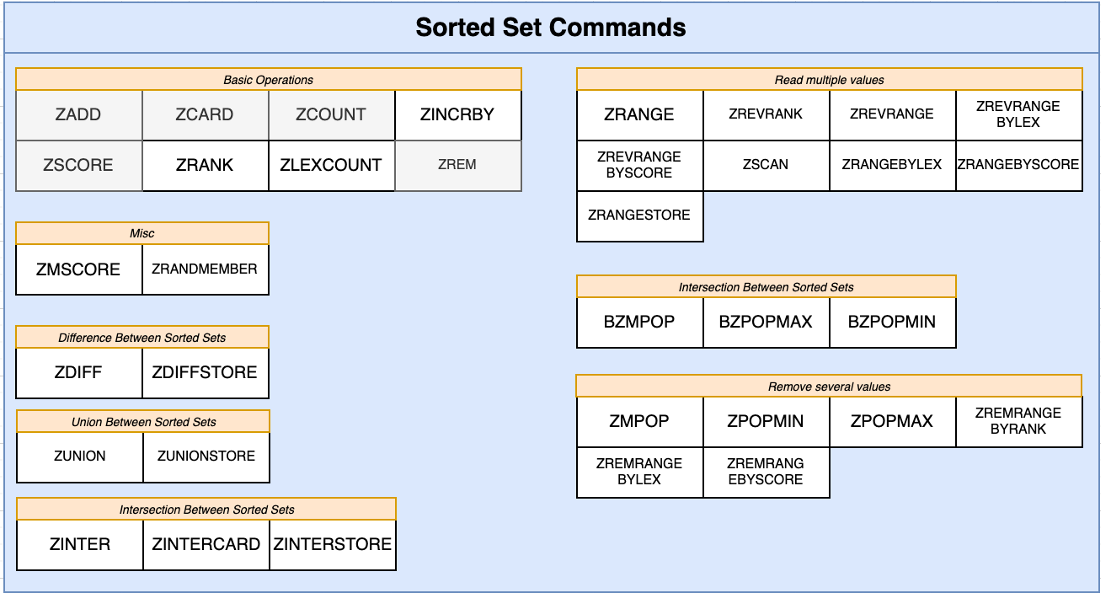 Sorted Set Commands
Basic Operations
ZADD
ZCARD
ZCOUNT
ZINCRBY
ZSCORE
ZRANK
ZLEXCOUNT
ZREM
Misc
ZMSCORE
ZRANDMEMBER
Difference Between Sorted Sets
ZDIFF
ZDIFFSTORE
Union Between Sorted Sets
ZUNION
ZUNIONSTORE
Intersection Between Sorted Sets
ZINTER
ZINTERCARD
ZINTERSTORE
Read multiple values
ZRANGE
ZREVRANK
ZREVRANGE
ZREVRANGE
BYLEX
ZREVRANGE
BYSCORE
ZSCAN
ZRANGEBYLEX
ZRANGEBYSCORE
ZRANGESTORE
Intersection Between Sorted Sets
BZMPOP
BZPOPMAX
BZPOPMIN
Remove several values
ZMPOP
ZPOPMIN
ZPOPMAX
ZREMRANGE
BYRANK
ZREMRANGE
BYLEX
ZREMRANG
EBYSCORE